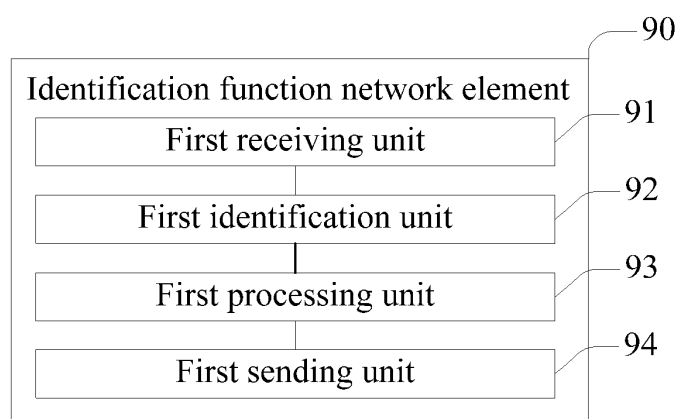 90
Identification function network element
91
First receiving unit
92
First identification unit
93
First processing unit
94
First sending unit